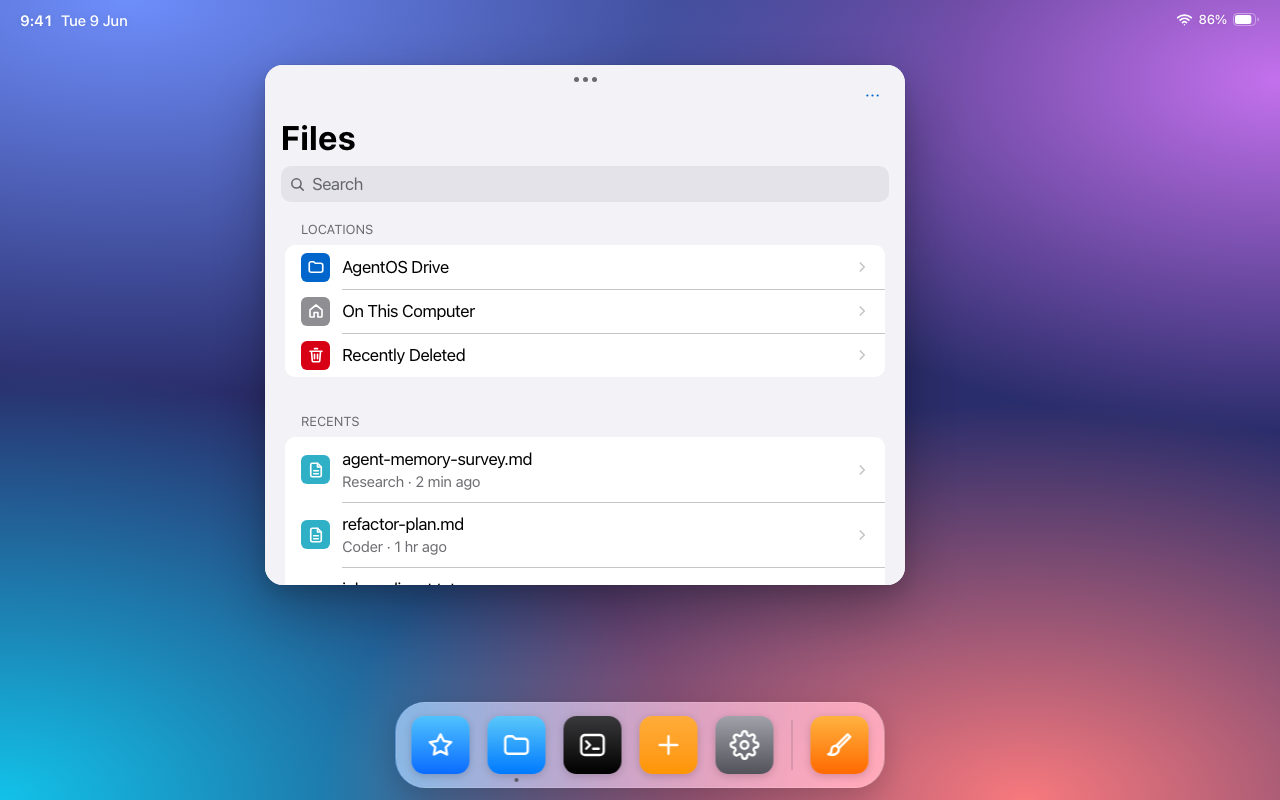 9:41 Tue 9 Jun
86%
Files
Search
LOCATIONS
AgentOS Drive
On This Computer
Recently Deleted
RECENTS
agent-memory-survey.md
Research · 2 min ago
refactor-plan.md
Coder · 1 hr ago